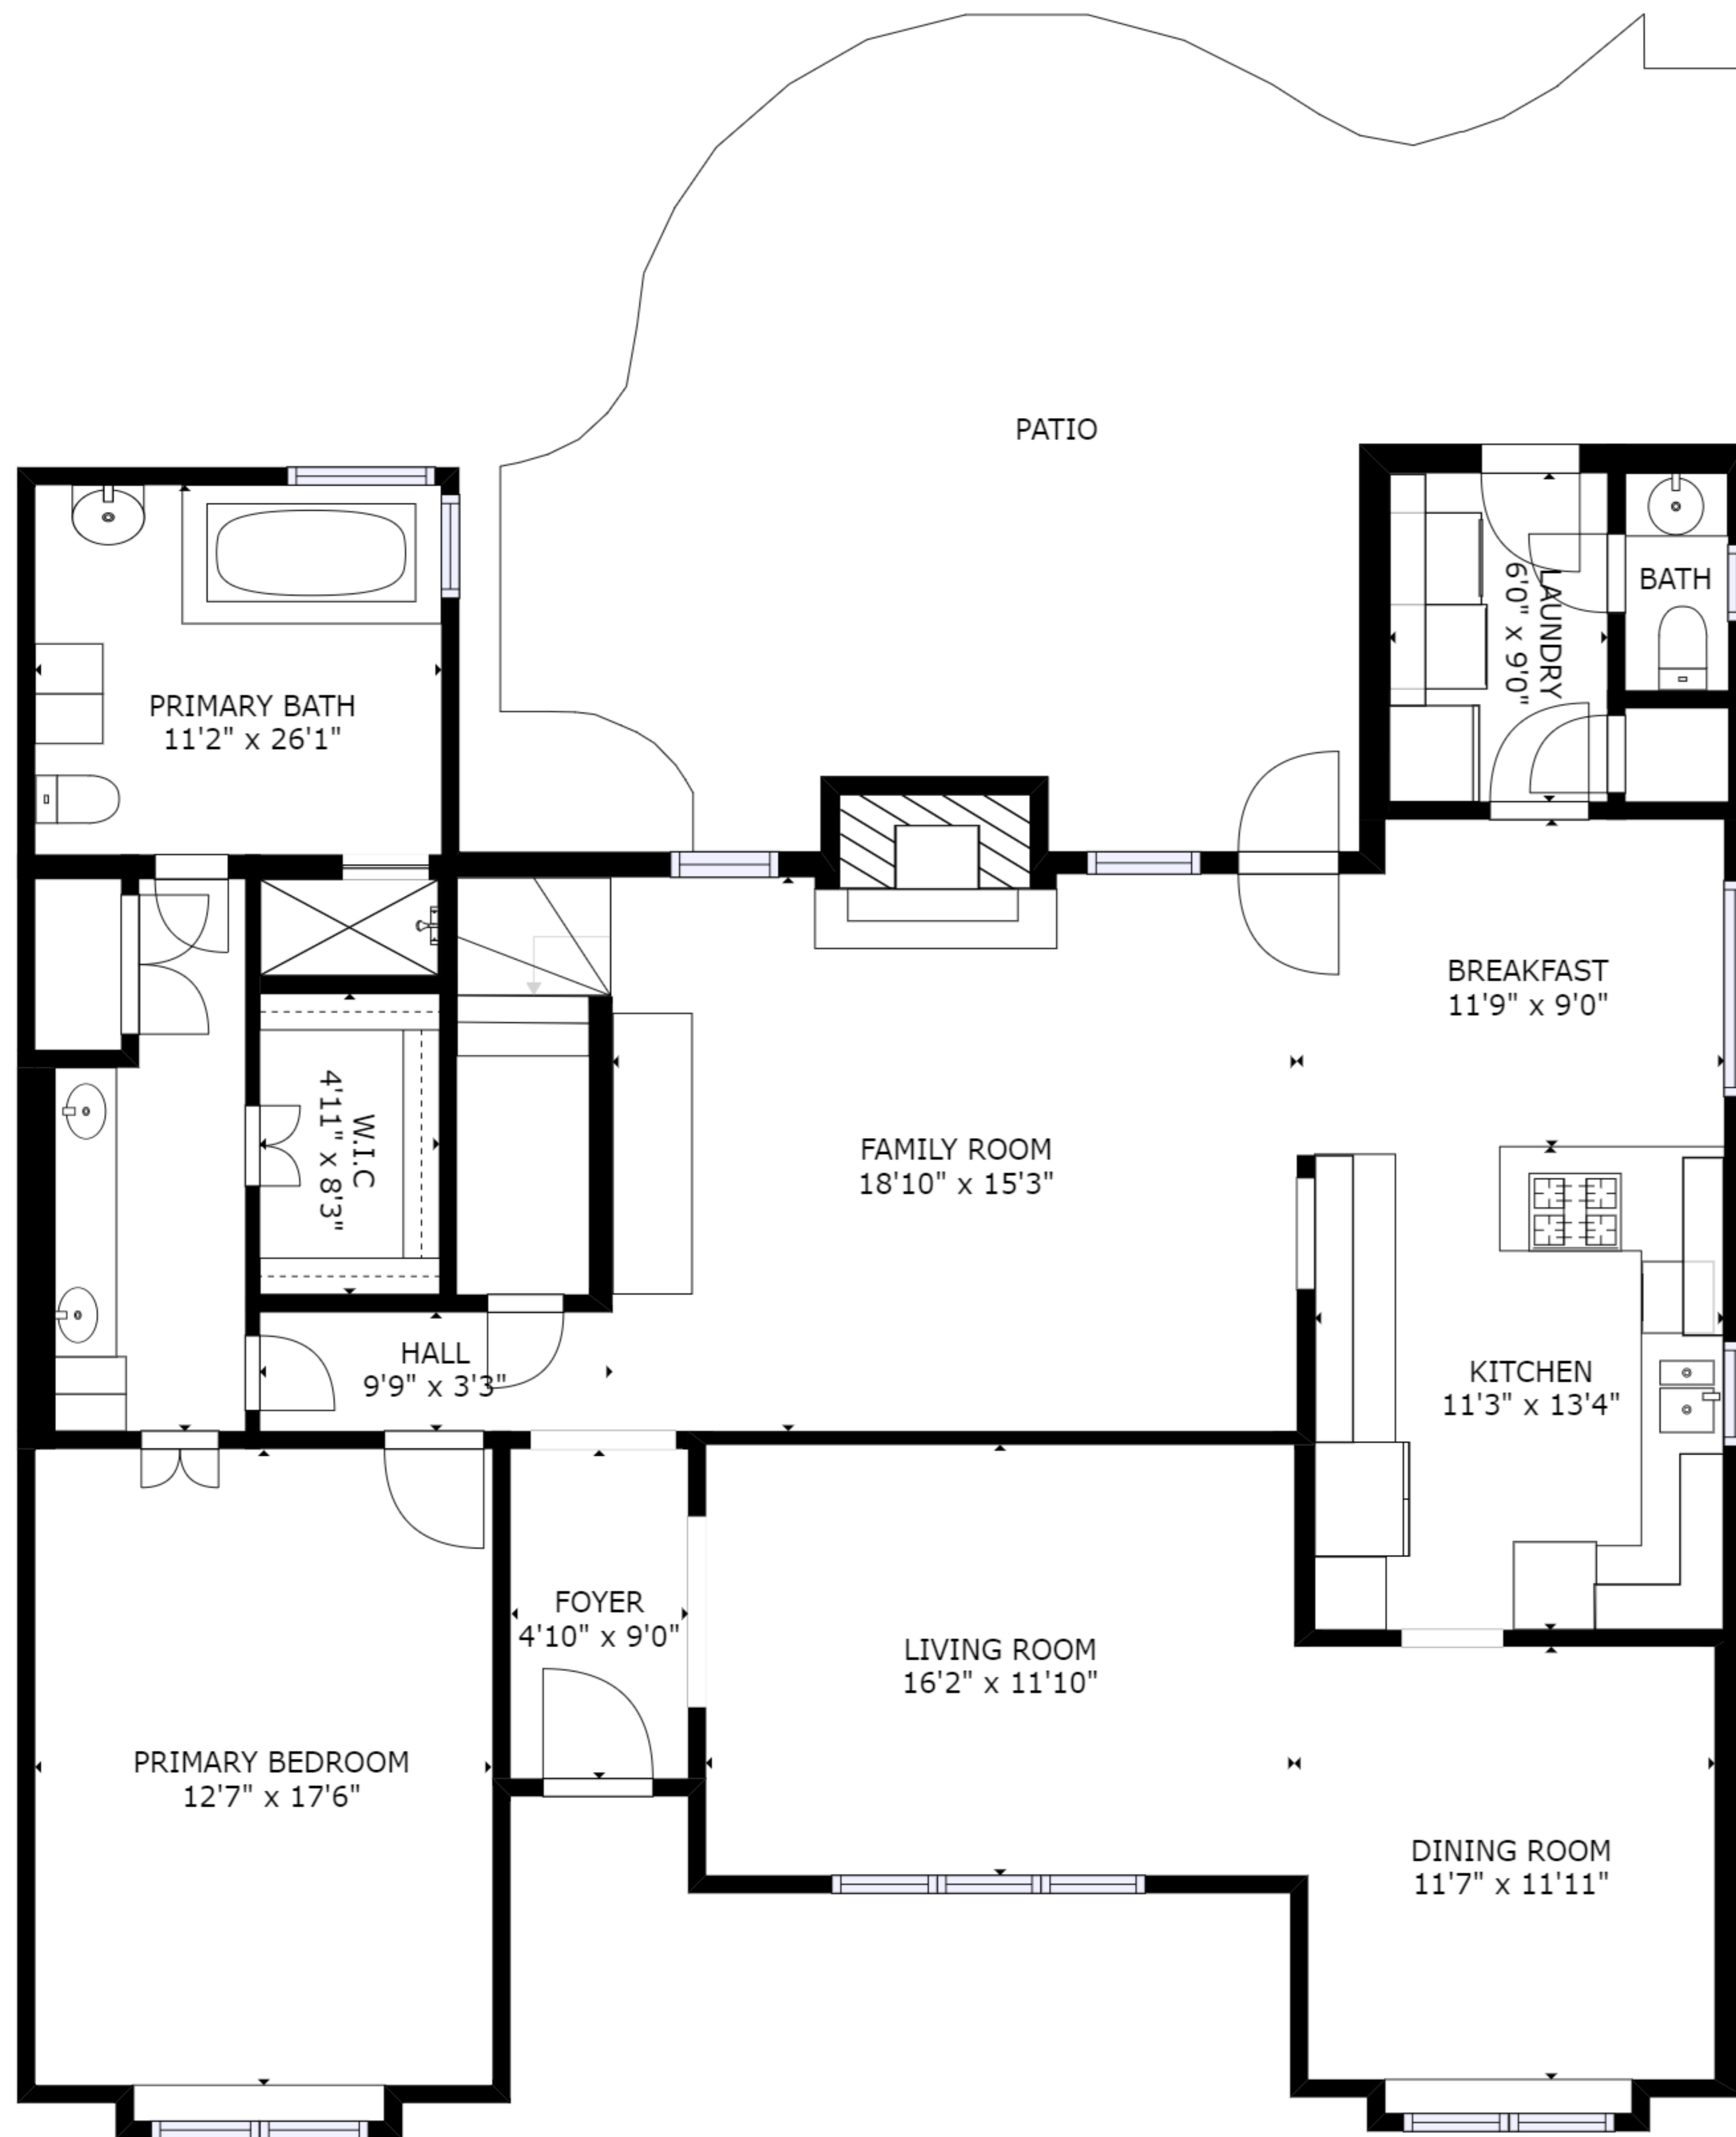 PATIO
BATH
LAUNDRY
6'0" x 9'0"
PRIMARY BATH
11'2" x 26'1"
BREAKFAST
11'9" x 9'0"
W.I.C
4'11" x 8'3"
FAMILY ROOM
18'10" x 15'3"
HALL
9'9" x 3'3"
KITCHEN
11'3" x 13'4"
FOYER
4'10" x 9'0"
LIVING ROOM
16'2" x 11'10"
PRIMARY BEDROOM
12'7" x 17'6"
DINING ROOM
11'7" x 11'11"